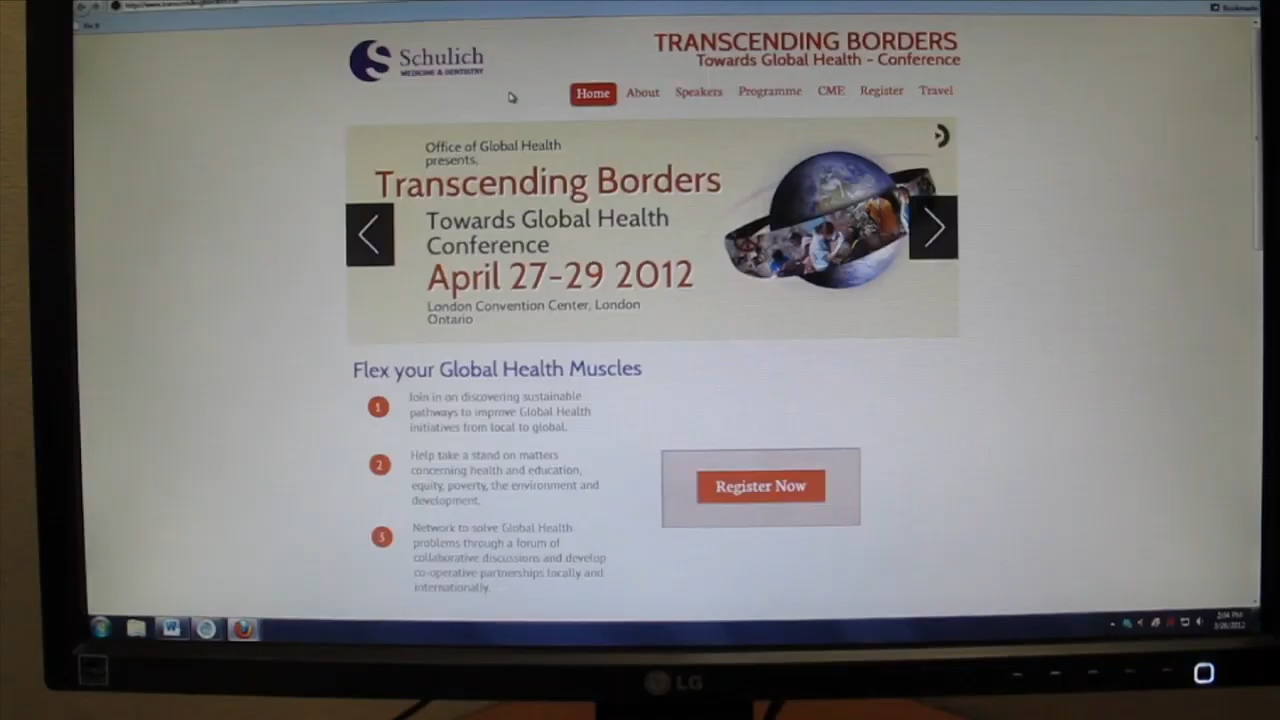 Bookmarks
Schulich
MEDICINE & DENTISTRY
TRANSCENDING BORDERS
Towards Global Health - Conference
Home About Speakers Programme CME Register Travel
Office of Global Health
presents,
Transcending Borders
Towards Global Health
Conference
April 27-29 2012
London Convention Center, London
Ontario
Flex your Global Health Muscles
1
Join in on discovering sustainable
pathways to improve Global Health
initiatives from local to global.
2
Help take a stand on matters
concerning health and education,
equity, poverty, the environment and
development.
3
Network to solve Global Health
problems through a forum of
collaborative discussions and develop
co-operative partnerships locally and
internationally.
Register Now
LG